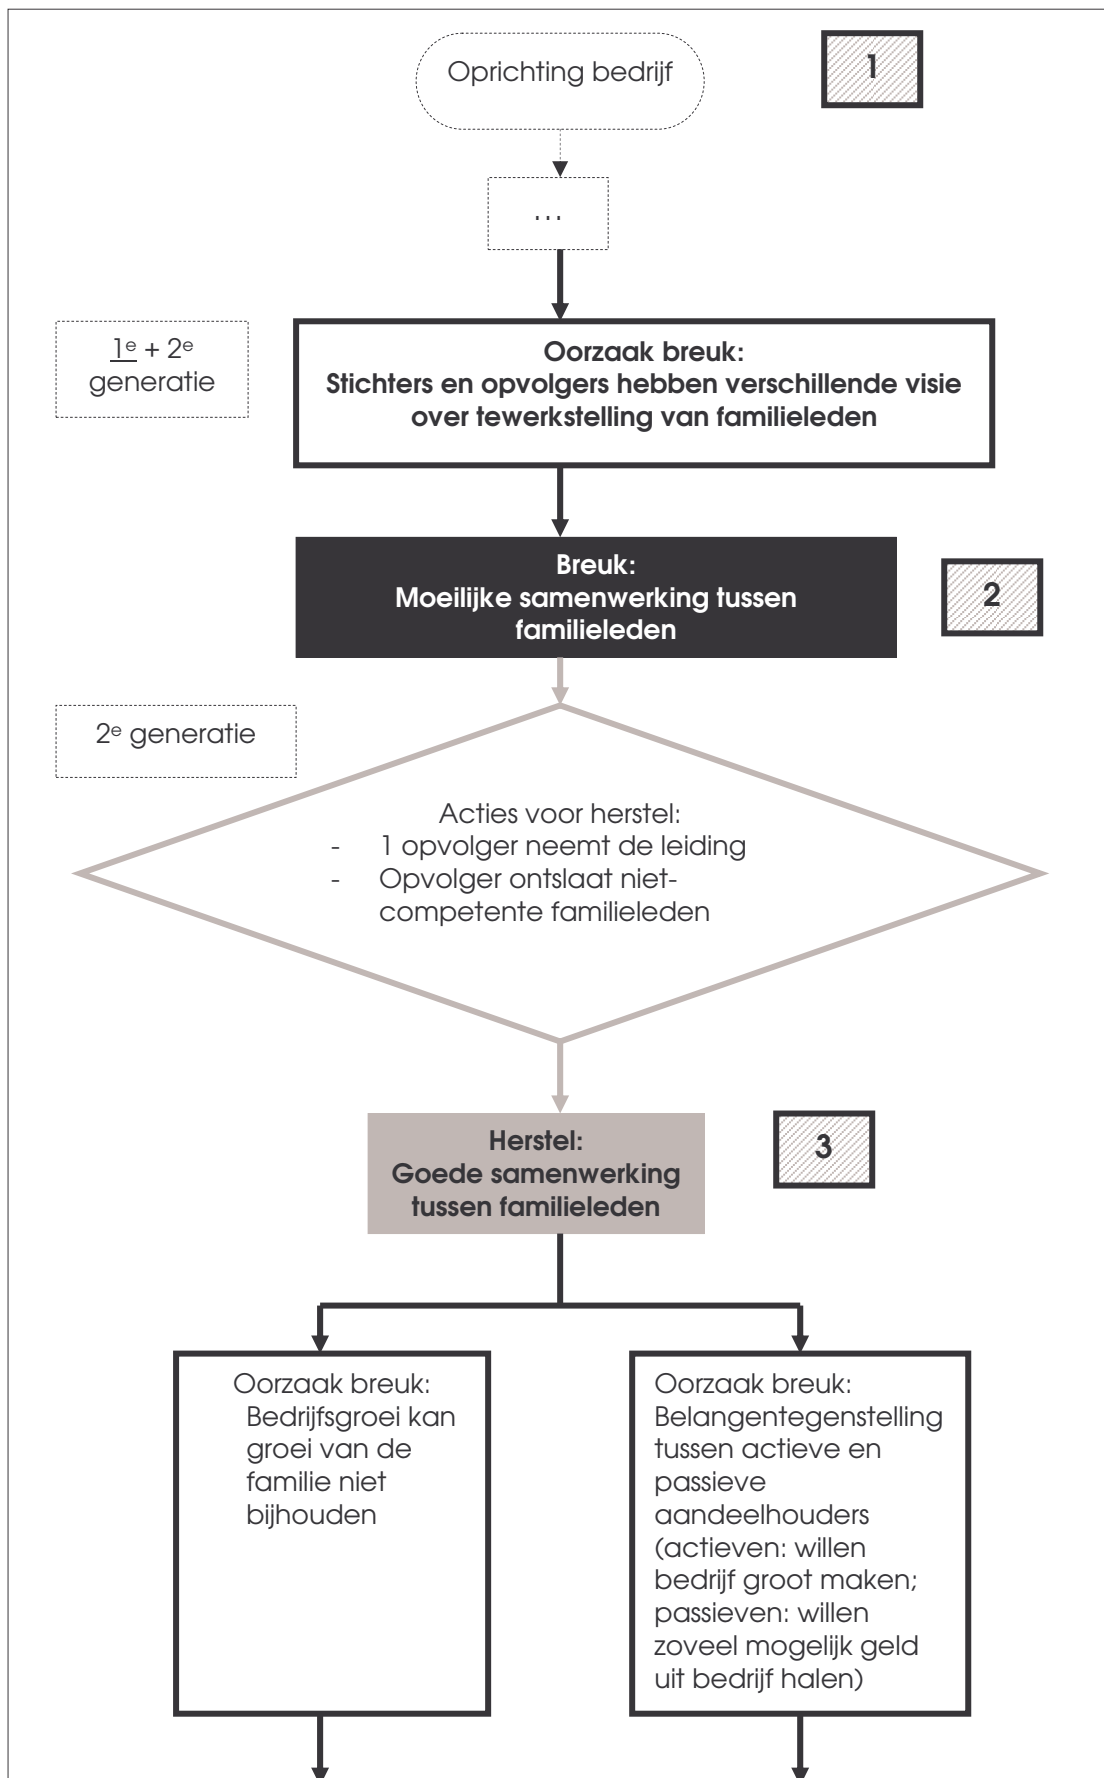 Oprichting bedrijf
1
...
1e + 2e
generatie
Oorzaak breuk:
Stichters en opvolgers hebben verschillende visie
over tewerkstelling van familieleden
Breuk:
Moeilijke samenwerking tussen
familieleden
2
2e generatie
Acties voor herstel:
- 1 opvolger neemt de leiding
- Opvolger ontslaat niet-
competente familieleden
Herstel:
Goede samenwerking
tussen familieleden
3
Oorzaak breuk:
Bedrijfsgroei kan
groei van de
familie niet
bijhouden
Oorzaak breuk:
Belangentegenstelling
tussen actieve en
passieve
aandeelhouders
(actieven: willen
bedrijf groot maken;
passieven: willen
zoveel mogelijk geld
uit bedrijf halen)